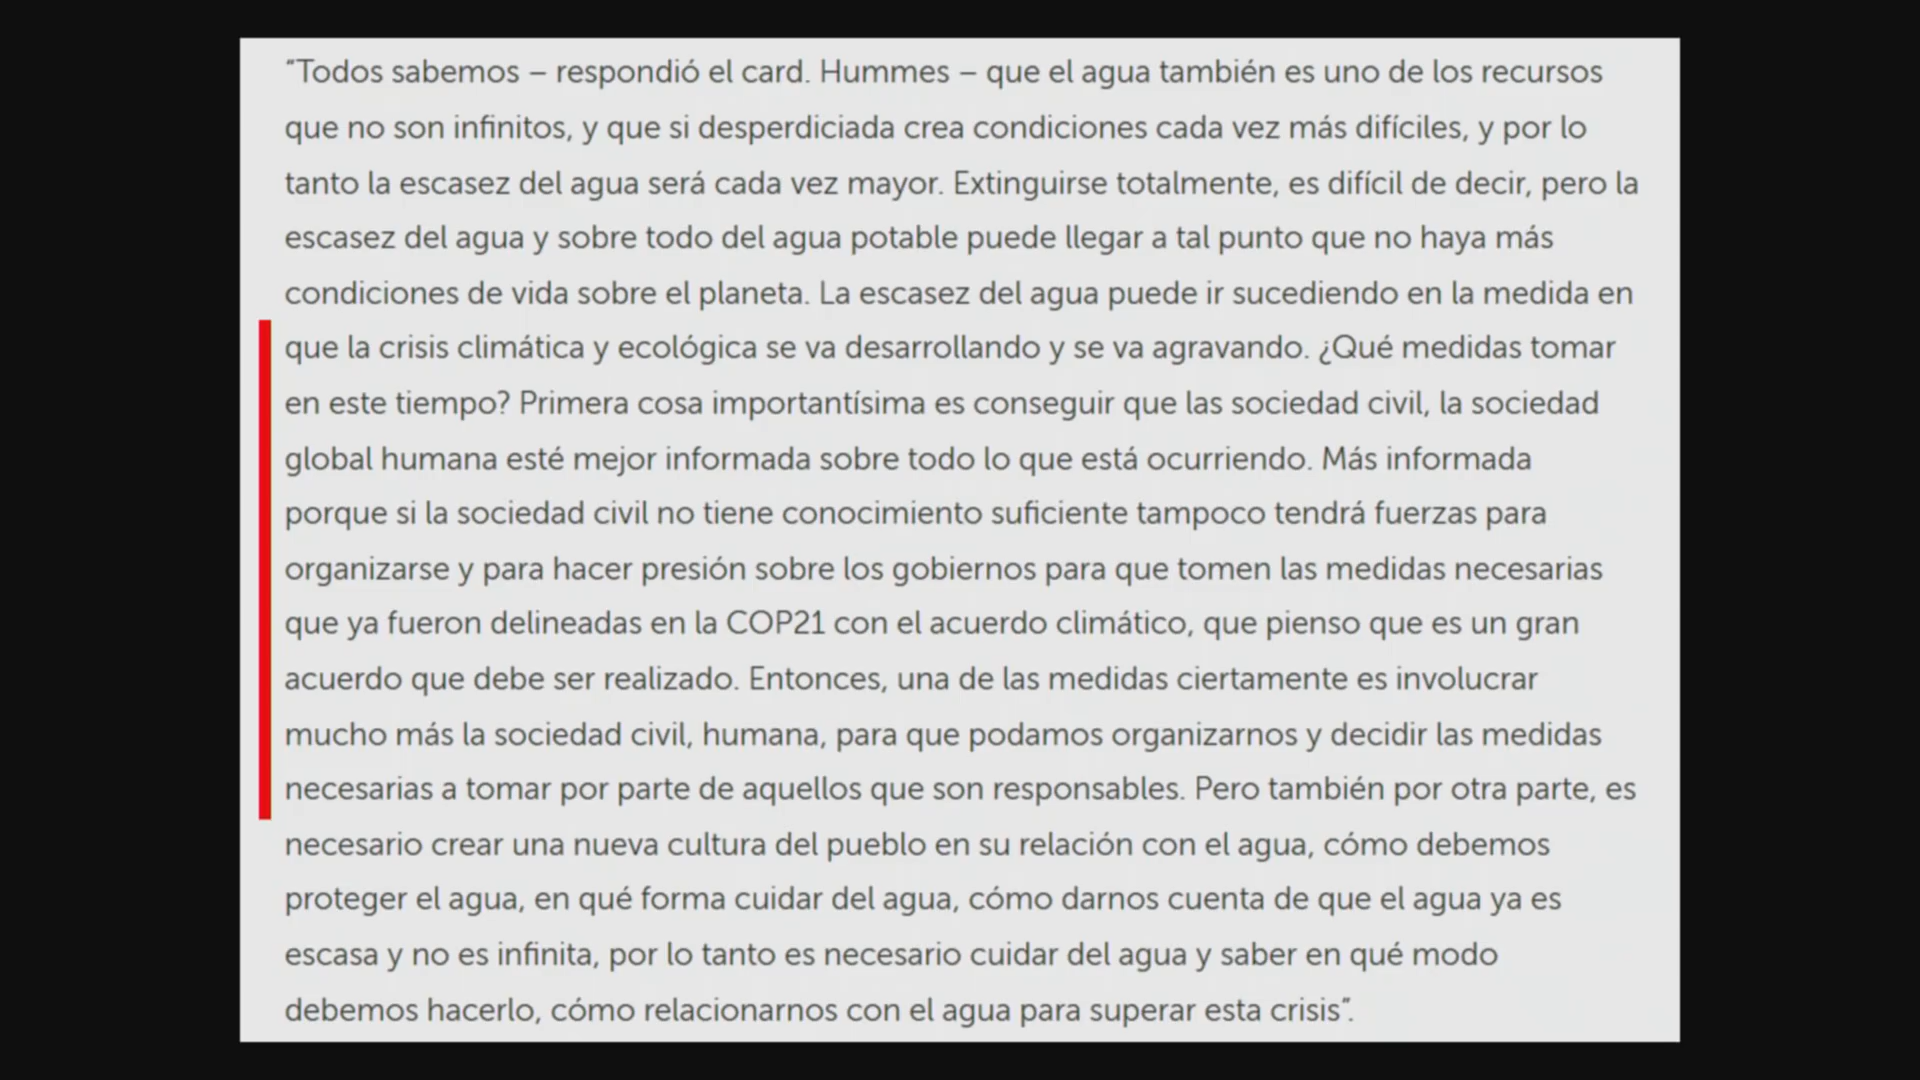 “Todos sabemos – respondió el card. Hummes – que el agua también es uno de los recursos
que no son infinitos, y que si desperdiciada crea condiciones cada vez más difíciles, y por lo
tanto la escasez del agua será cada vez mayor. Extinguirse totalmente, es difícil de decir, pero la
escasez del agua y sobre todo del agua potable puede llegar a tal punto que no haya más
condiciones de vida sobre el planeta. La escasez del agua puede ir sucediendo en la medida en
que la crisis climática y ecológica se va desarrollando y se va agravando. ¿Qué medidas tomar
en este tiempo? Primera cosa importantísima es conseguir que las sociedad civil, la sociedad
global humana esté mejor informada sobre todo lo que está ocurriendo. Más informada
porque si la sociedad civil no tiene conocimiento suficiente tampoco tendrá fuerzas para
organizarse y para hacer presión sobre los gobiernos para que tomen las medidas necesarias
que ya fueron delineadas en la COP21 con el acuerdo climático, que pienso que es un gran
acuerdo que debe ser realizado. Entonces, una de las medidas ciertamente es involucrar
mucho más la sociedad civil, humana, para que podamos organizarnos y decidir las medidas
necesarias a tomar por parte de aquellos que son responsables. Pero también por otra parte, es
necesario crear una nueva cultura del pueblo en su relación con el agua, cómo debemos
proteger el agua, en qué forma cuidar del agua, cómo darnos cuenta de que el agua ya es
escasa y no es infinita, por lo tanto es necesario cuidar del agua y saber en qué modo
debemos hacerlo, cómo relacionarnos con el agua para superar esta crisis”.